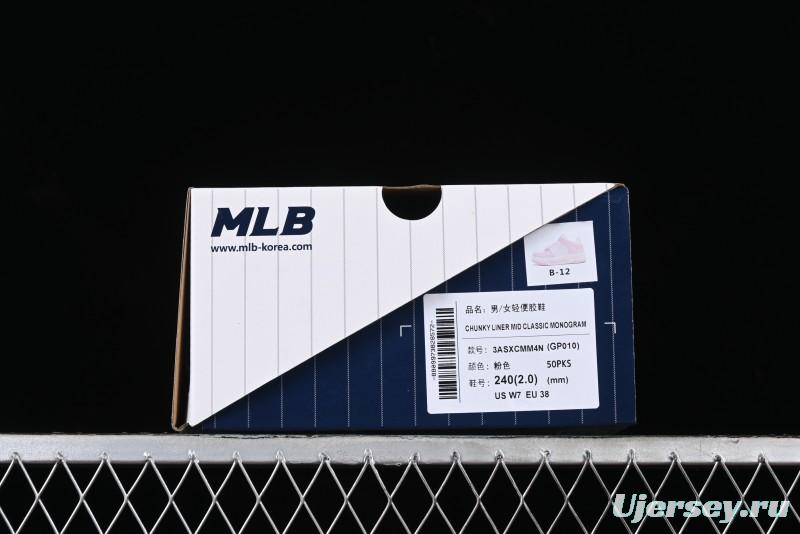 MLB
www.mlb-korea.com
B-12
品名: 男/女轻便胶鞋
CHUNKY LINER MID CLASSIC MONOGRAM
款号: 3ASXCMM4N (GP010)
颜色: 粉色 50PKS
鞋号: 240(2.0) (mm)
US W7 EU 38
Ujersey.ru